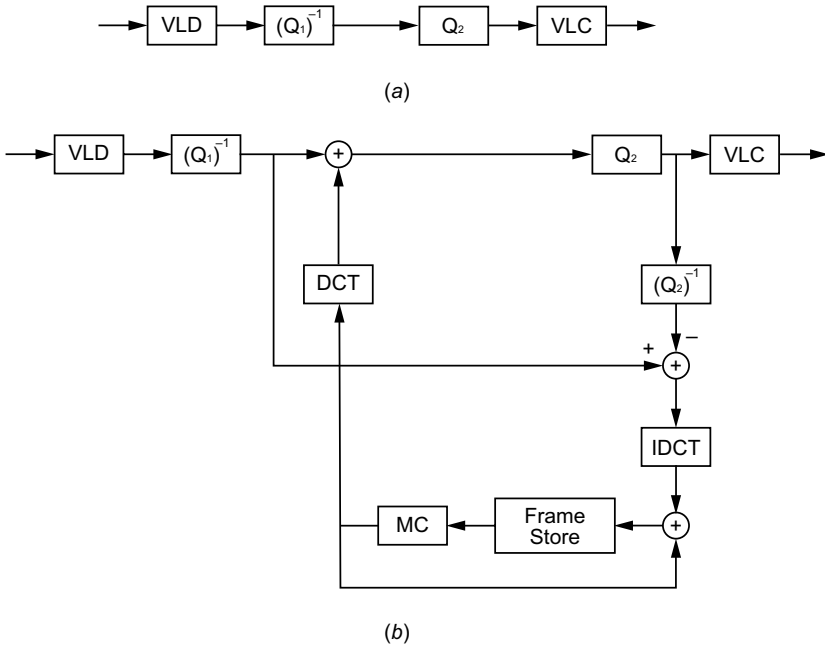 VLD
(Q₁)⁻¹
Q₂
VLC
(a)
VLD
(Q₁)⁻¹
+
Q₂
VLC
DCT
(Q₂)⁻¹
+
–
+
IDCT
MC
Frame
Store
+
(b)